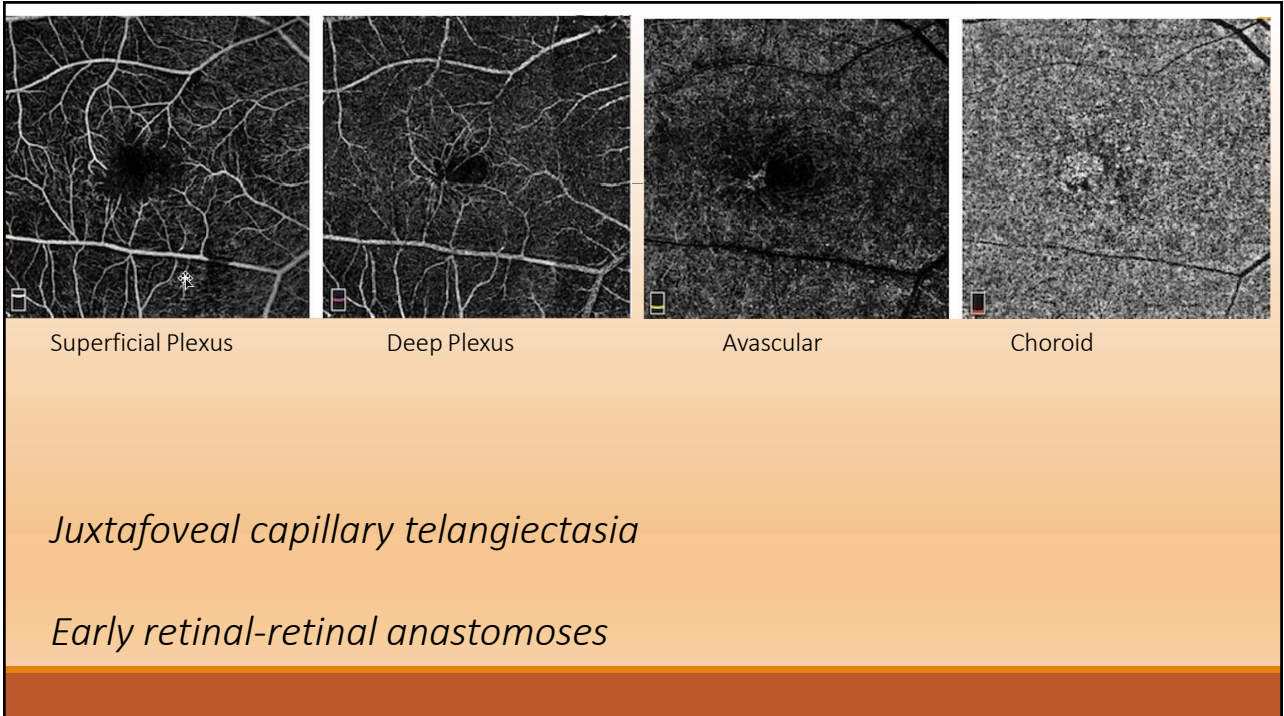 Superficial Plexus
Deep Plexus
Avascular
Choroid
Juxtafoveal capillary telangiectasia
Early retinal-retinal anastomoses